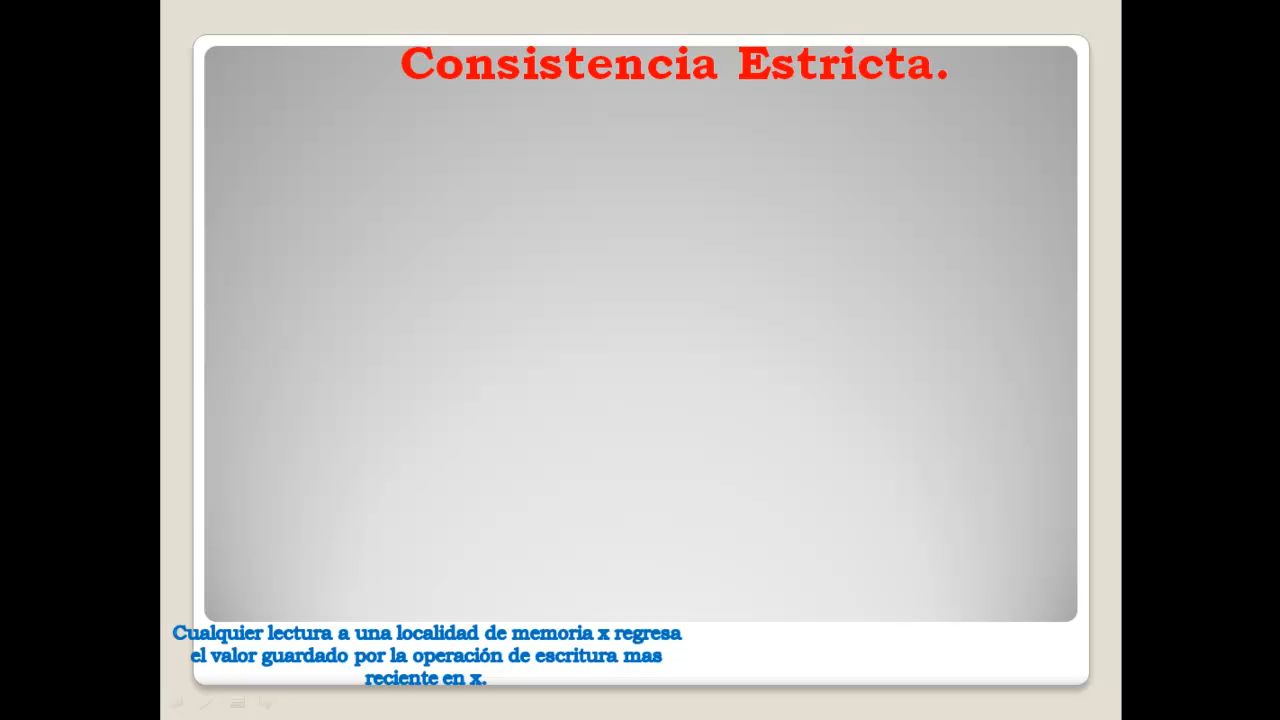 Consistencia Estricta.
Cualquier lectura a una localidad de memoria x regresa
el valor guardado por la operación de escritura mas
reciente en x.